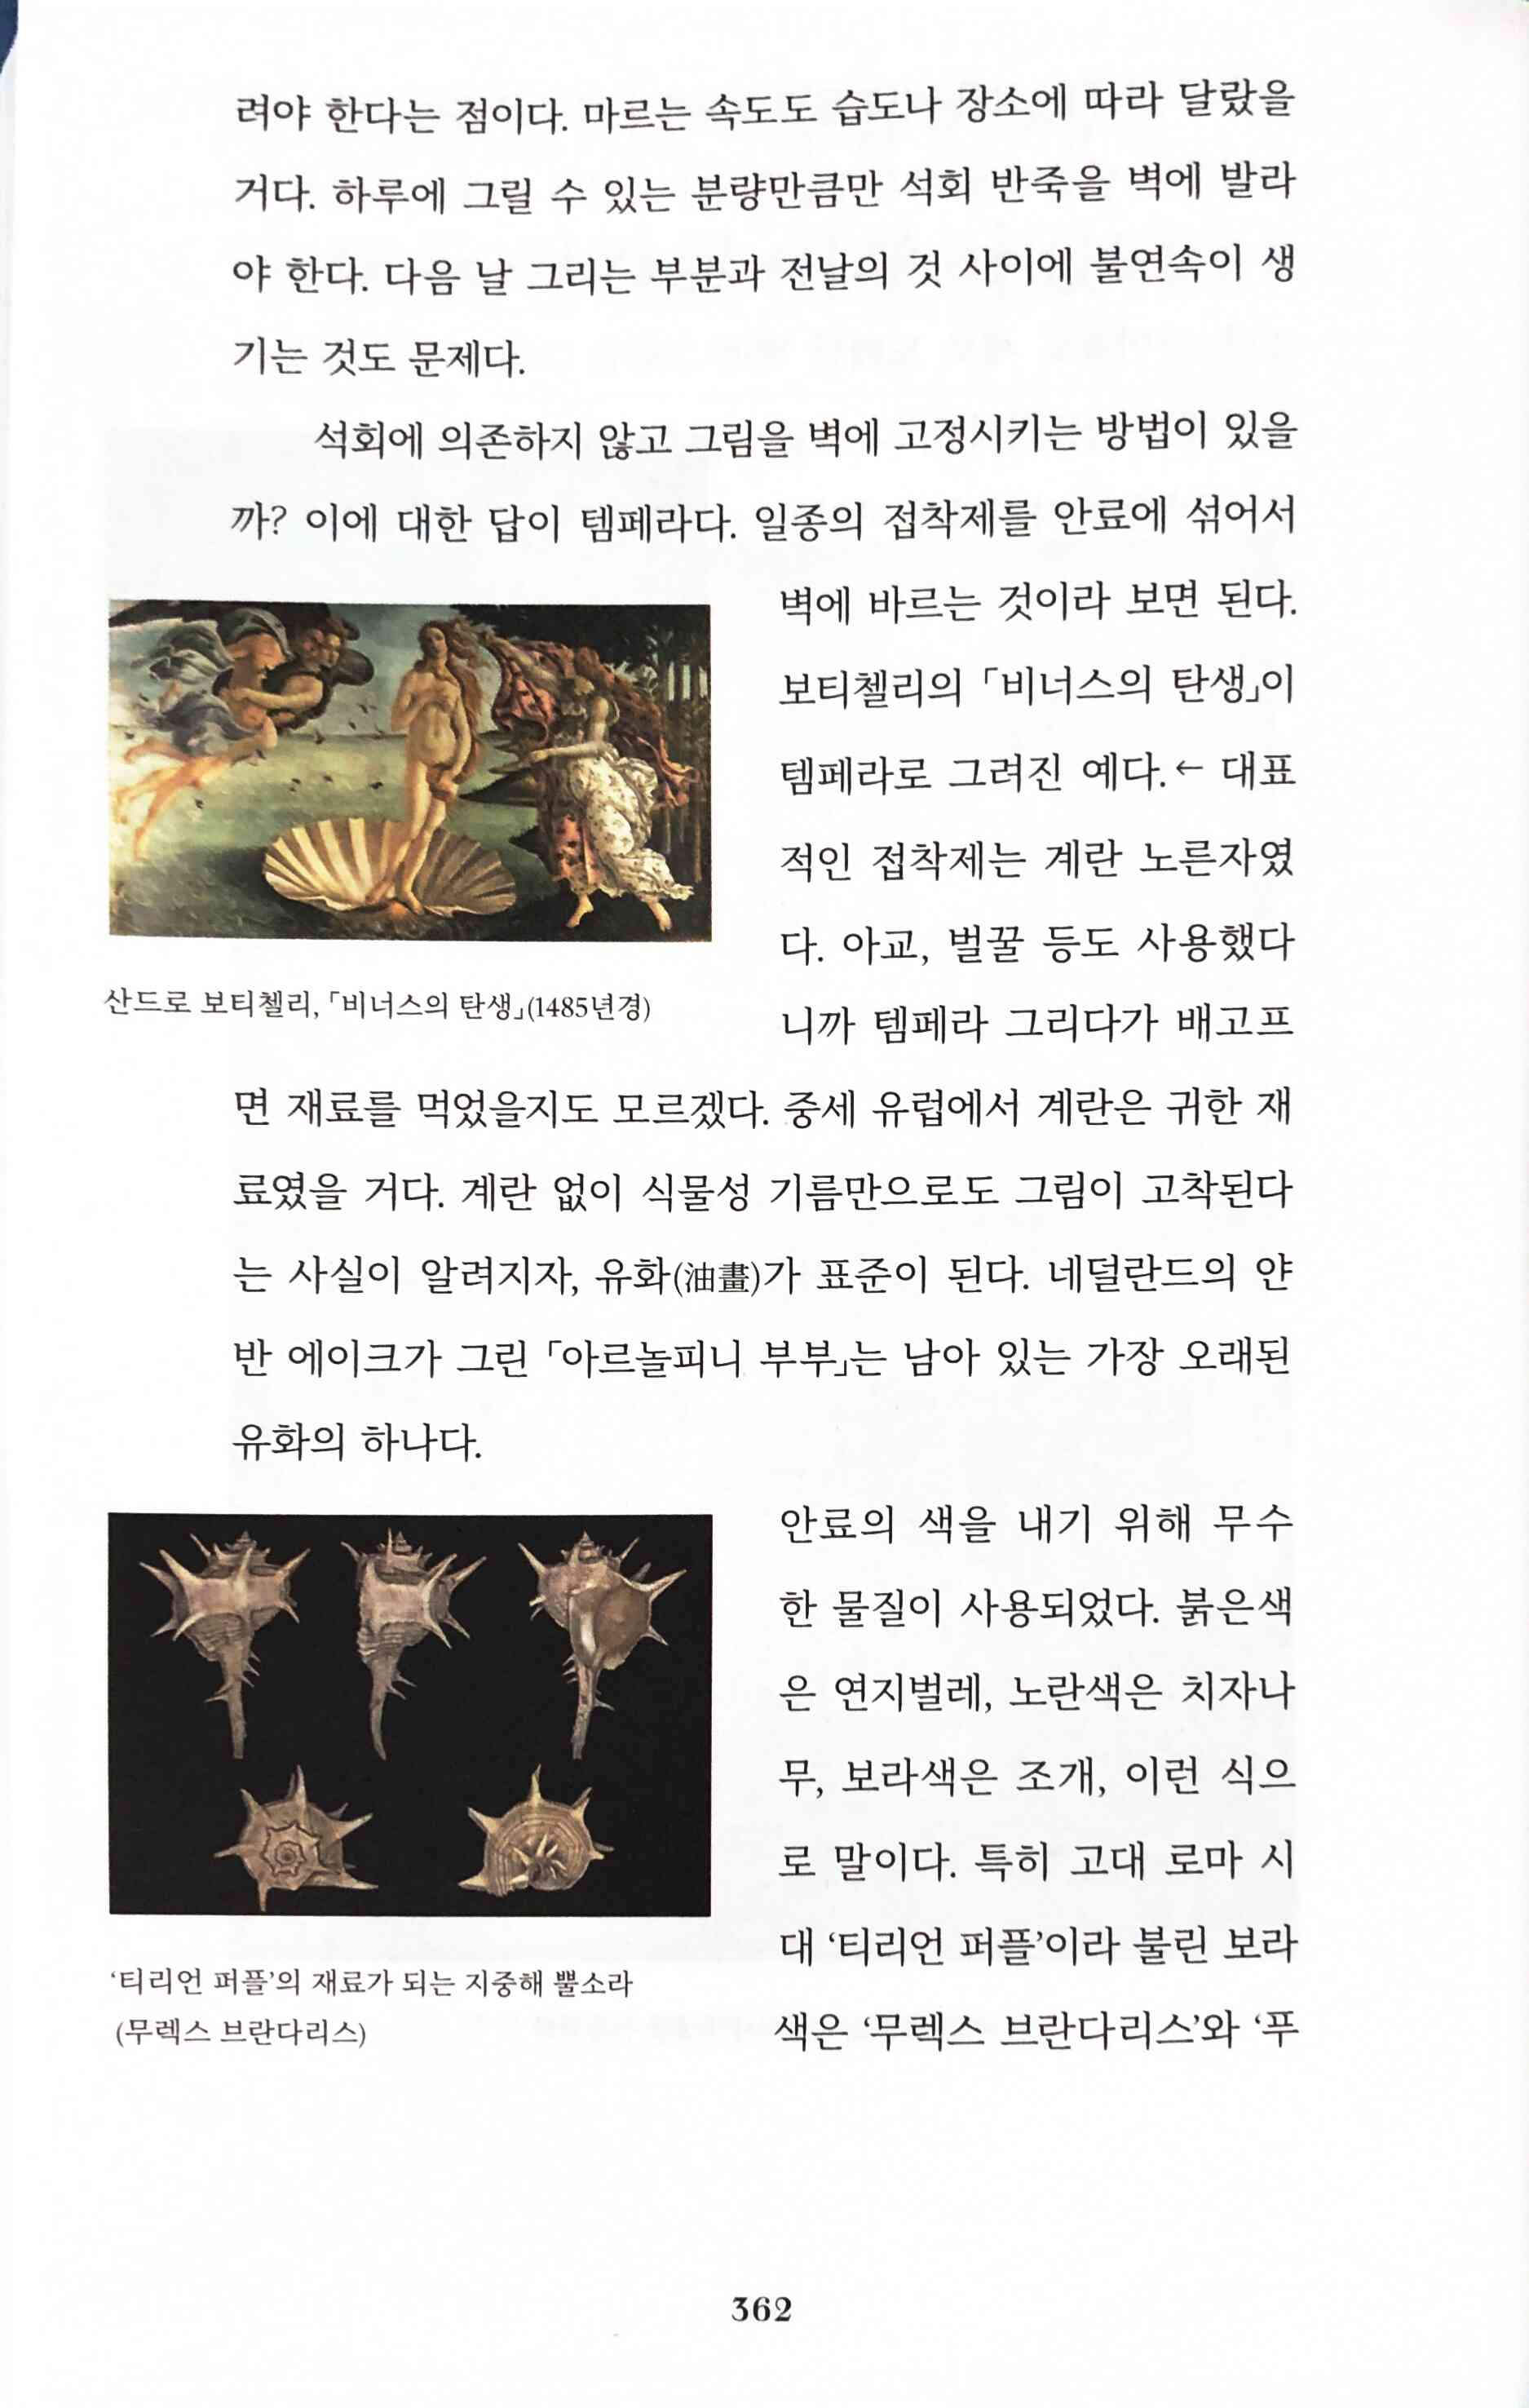 려야 한다는 점이다. 마르는 속도도 습도나 장소에 따라 달랐을
거다. 하루에 그릴 수 있는 분량만큼만 석회 반죽을 벽에 발라
야 한다. 다음 날 그리는 부분과 전날의 것 사이에 불연속이 생
기는 것도 문제다.
석회에 의존하지 않고 그림을 벽에 고정시키는 방법이 있을
까? 이에 대한 답이 템페라다. 일종의 접착제를 안료에 섞어서
벽에 바르는 것이라 보면 된다.
보티첼리의 「비너스의 탄생」이
템페라로 그려진 예다.← 대표
적인 접착제는 계란 노른자였
다. 아교, 벌꿀 등도 사용했다
니까 템페라 그리다가 배고프
면 재료를 먹었을지도 모르겠다. 중세 유럽에서 계란은 귀한 재
료였을 거다. 계란 없이 식물성 기름만으로도 그림이 고착된다
는 사실이 알려지자, 유화(油畫)가 표준이 된다. 네덜란드의 얀
반 에이크가 그린 「아르놀피니 부부」는 남아 있는 가장 오래된
유화의 하나다.
산드로 보티첼리, 「비너스의 탄생」(1485년경)
안료의 색을 내기 위해 무수
한 물질이 사용되었다. 붉은색
은 연지벌레, 노란색은 치자나
무, 보라색은 조개, 이런 식으
로 말이다. 특히 고대 로마 시
대 ‘티리언 퍼플’이라 불린 보라
색은 ‘무렉스 브란다리스’와 ‘푸
‘티리언 퍼플’의 재료가 되는 지중해 뿔소라
(무렉스 브란다리스)
362